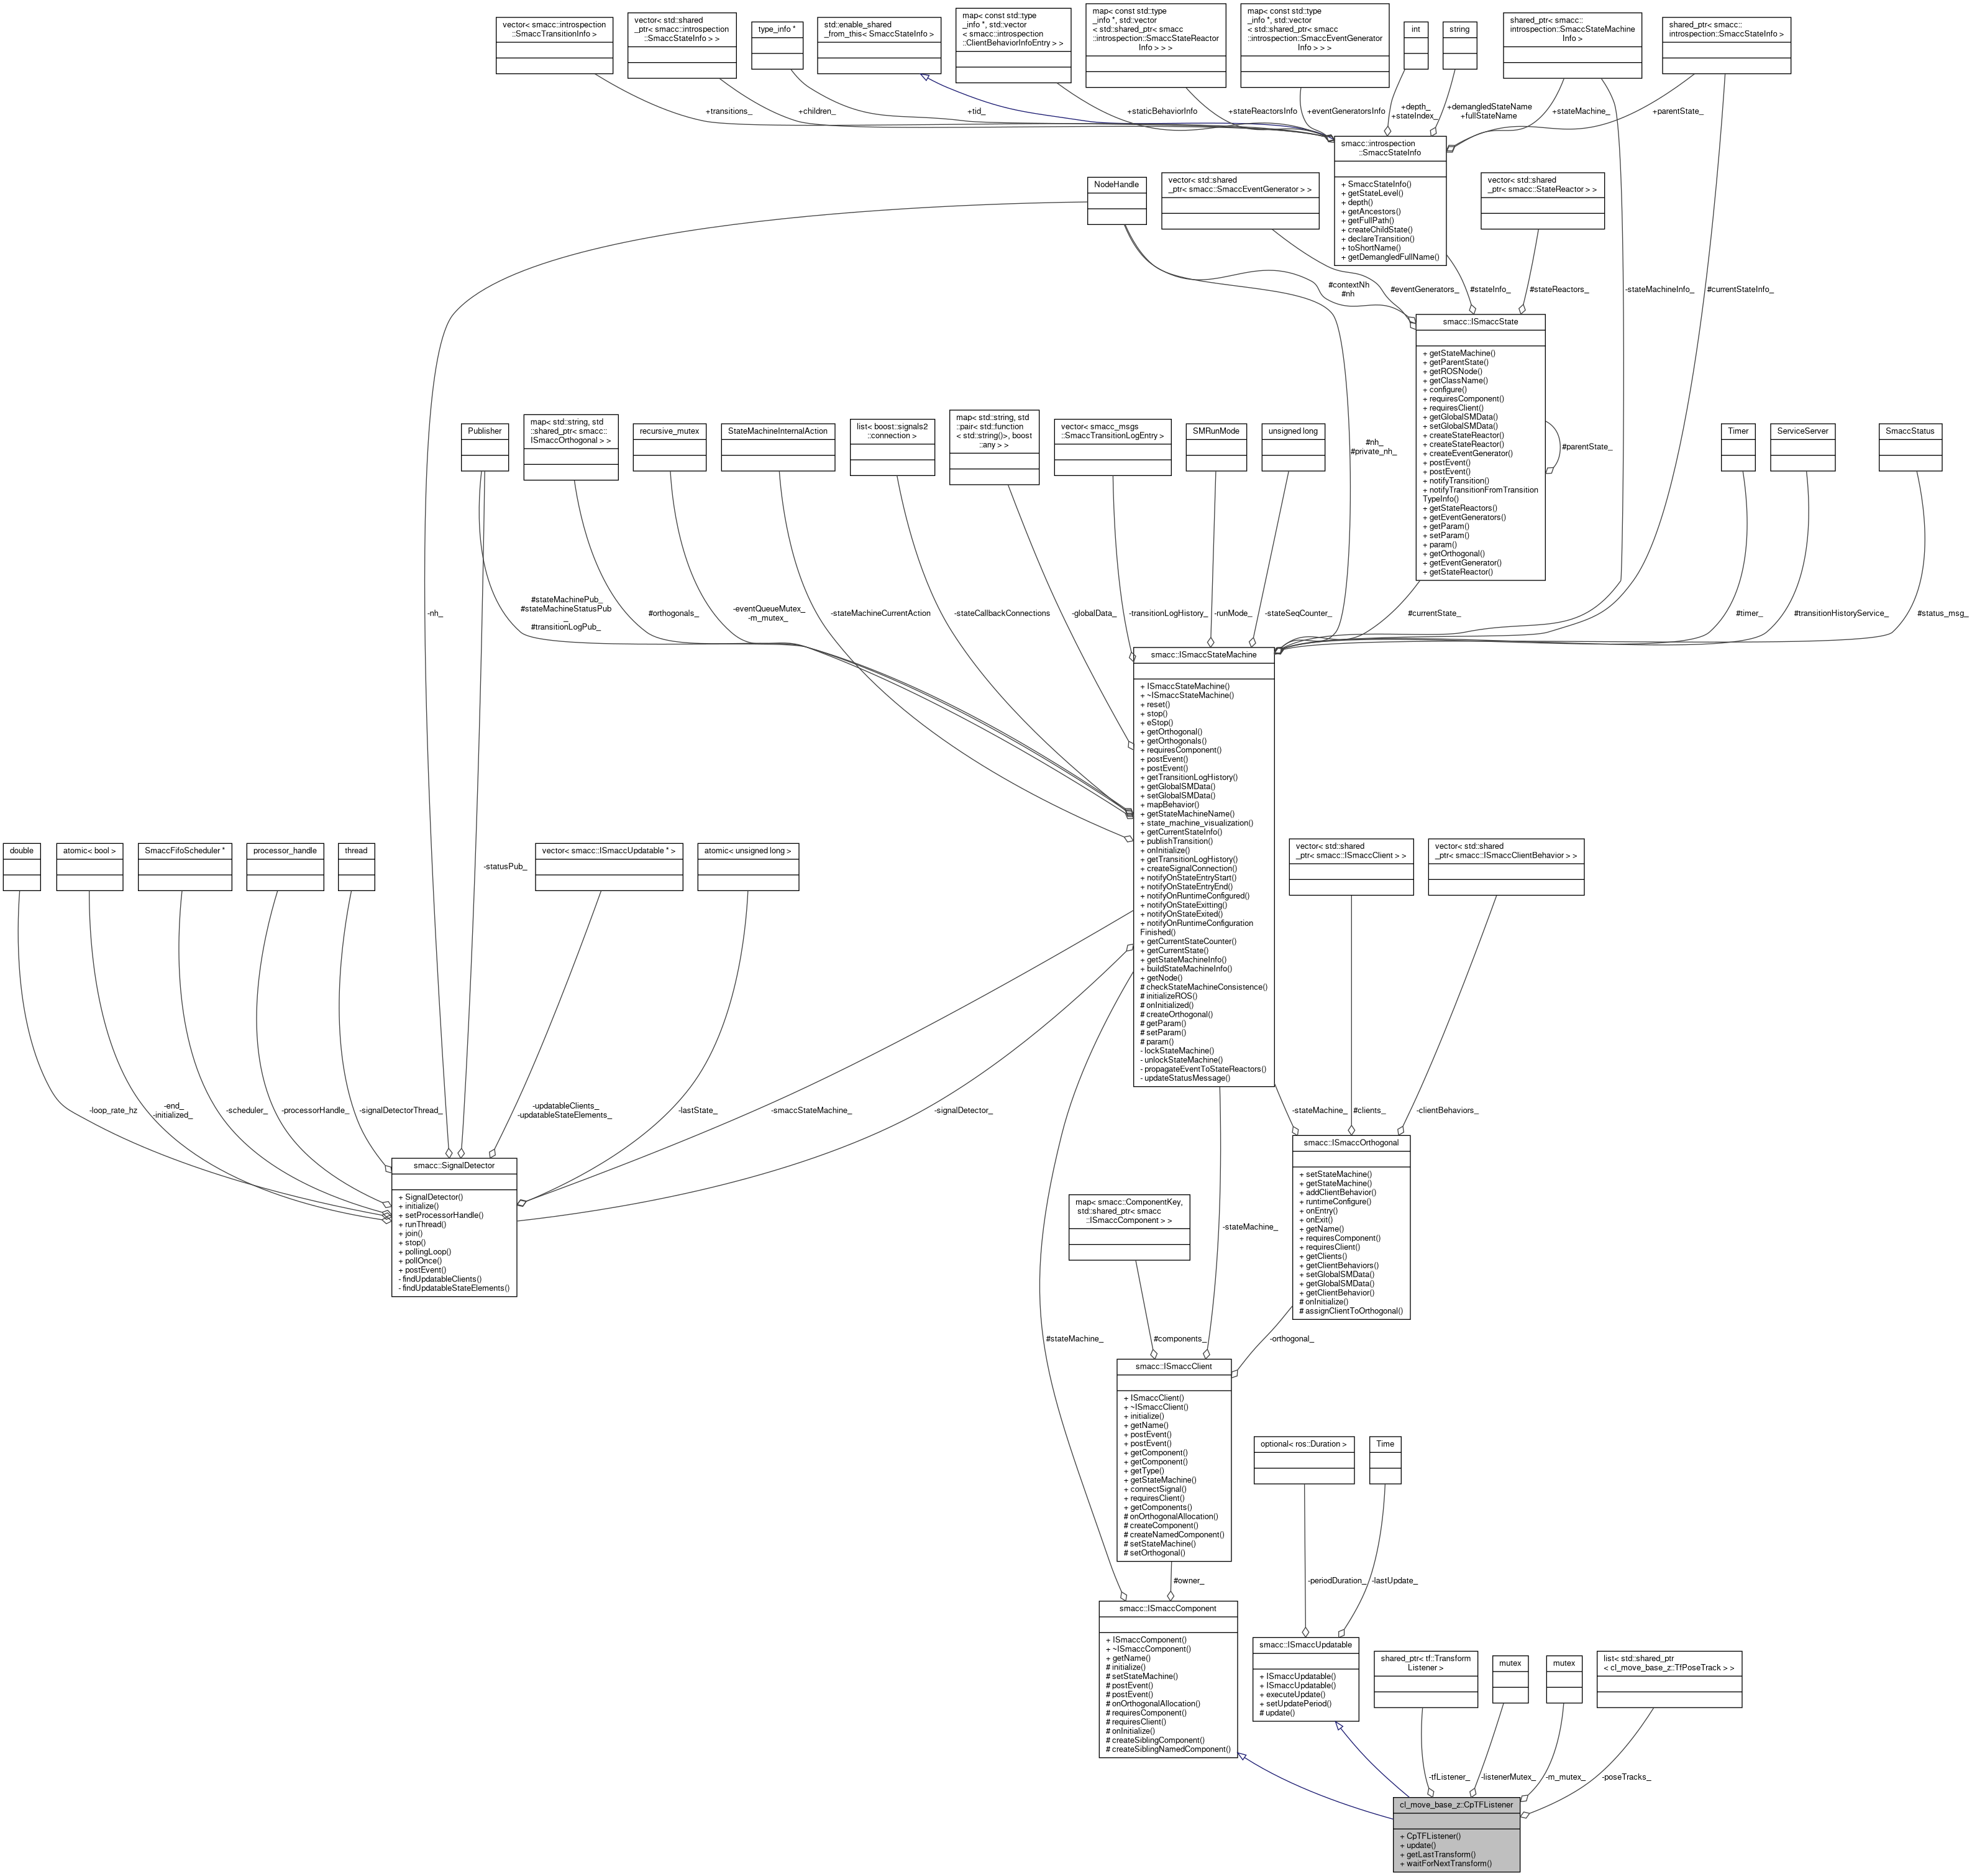 vector< smacc::introspection
::SmaccTransitionInfo >
vector< std::shared
_ptr< smacc::introspection
::SmaccStateInfo > >
type_info *
std::enable_shared
_from_this< SmaccStateInfo >
map< const std::type
_info *, std::vector
< smacc::introspection
::ClientBehaviorInfoEntry > >
map< const std::type
_info *, std::vector
< std::shared_ptr< smacc
::introspection::SmaccStateReactor
Info > > >
map< const std::type
_info *, std::vector
< std::shared_ptr< smacc
::introspection::SmaccEventGenerator
Info > > >
int
string
shared_ptr< smacc::
introspection::SmaccStateMachine
Info >
shared_ptr< smacc::
introspection::SmaccStateInfo >
+transitions_
+children_
+tid_
+staticBehaviorInfo
+stateReactorsInfo
+eventGeneratorsInfo
+depth_
+stateIndex_
+demangledStateName
+fullStateName
+stateMachine_
+parentState_
smacc::introspection
::SmaccStateInfo
+ SmaccStateInfo()
+ getStateLevel()
+ depth()
+ getAncestors()
+ getFullPath()
+ createChildState()
+ declareTransition()
+ toShortName()
+ getDemangledFullName()
NodeHandle
vector< std::shared
_ptr< smacc::SmaccEventGenerator > >
vector< std::shared
_ptr< smacc::StateReactor > >
#contextNh
#nh
#eventGenerators_
#stateInfo_
#stateReactors_
-stateMachineInfo_
#currentStateInfo_
smacc::ISmaccState
+ getStateMachine()
+ getParentState()
+ getROSNode()
+ getClassName()
+ configure()
+ requiresComponent()
+ requiresClient()
+ getGlobalSMData()
+ setGlobalSMData()
+ createStateReactor()
+ createStateReactor()
+ createEventGenerator()
+ postEvent()
+ postEvent()
+ notifyTransition()
+ notifyTransitionFromTransition
TypeInfo()
+ getStateReactors()
+ getEventGenerators()
+ getParam()
+ setParam()
+ param()
+ getOrthogonal()
+ getEventGenerator()
+ getStateReactor()
#parentState_
Publisher
map< std::string, std
::shared_ptr< smacc::
ISmaccOrthogonal > >
recursive_mutex
StateMachineInternalAction
list< boost::signals2
::connection >
map< std::string, std
::pair< std::function
< std::string()>, boost
::any > >
vector< smacc_msgs
::SmaccTransitionLogEntry >
SMRunMode
unsigned long
#nh_
#private_nh_
Timer
ServiceServer
SmaccStatus
-nh_
#stateMachinePub_
#stateMachineStatusPub
_
#transitionLogPub_
#orthogonals_
-eventQueueMutex_
-m_mutex_
-stateMachineCurrentAction
-stateCallbackConnections
-globalData_
-transitionLogHistory_
-runMode_
-stateSeqCounter_
#currentState_
#timer_
#transitionHistoryService_
#status_msg_
smacc::ISmaccStateMachine
+ ISmaccStateMachine()
+ ~ISmaccStateMachine()
+ reset()
+ stop()
+ eStop()
+ getOrthogonal()
+ getOrthogonals()
+ requiresComponent()
+ postEvent()
+ postEvent()
+ getTransitionLogHistory()
+ getGlobalSMData()
+ setGlobalSMData()
+ mapBehavior()
+ getStateMachineName()
+ state_machine_visualization()
+ getCurrentStateInfo()
+ publishTransition()
+ onInitialize()
+ getTransitionLogHistory()
+ createSignalConnection()
+ notifyOnStateEntryStart()
+ notifyOnStateEntryEnd()
+ notifyOnRuntimeConfigured()
+ notifyOnStateExitting()
+ notifyOnStateExited()
+ notifyOnRuntimeConfiguration
Finished()
+ getCurrentStateCounter()
+ getCurrentState()
+ getStateMachineInfo()
+ buildStateMachineInfo()
+ getNode()
# checkStateMachineConsistence()
# initializeROS()
# onInitialized()
# createOrthogonal()
# getParam()
# setParam()
# param()
- lockStateMachine()
- unlockStateMachine()
- propagateEventToStateReactors()
- updateStatusMessage()
double
atomic< bool >
SmaccFifoScheduler *
processor_handle
thread
-statusPub_
vector< smacc::ISmaccUpdatable * >
atomic< unsigned long >
vector< std::shared
_ptr< smacc::ISmaccClient > >
vector< std::shared
_ptr< smacc::ISmaccClientBehavior > >
-loop_rate_hz
-end_
-initialized_
-scheduler_
-processorHandle_
-signalDetectorThread_
-updatableClients_
-updatableStateElements_
-lastState_
-smaccStateMachine_
-signalDetector_
-stateMachine_
#clients_
-clientBehaviors_
smacc::SignalDetector
+ SignalDetector()
+ initialize()
+ setProcessorHandle()
+ runThread()
+ join()
+ stop()
+ pollingLoop()
+ pollOnce()
+ postEvent()
- findUpdatableClients()
- findUpdatableStateElements()
smacc::ISmaccOrthogonal
+ setStateMachine()
+ getStateMachine()
+ addClientBehavior()
+ runtimeConfigure()
+ onEntry()
+ onExit()
+ getName()
+ requiresComponent()
+ requiresClient()
+ getClients()
+ getClientBehaviors()
+ setGlobalSMData()
+ getGlobalSMData()
+ getClientBehavior()
# onInitialize()
# assignClientToOrthogonal()
map< smacc::ComponentKey,
std::shared_ptr< smacc
::ISmaccComponent > >
-stateMachine_
#stateMachine_
#components_
-orthogonal_
smacc::ISmaccClient
+ ISmaccClient()
+ ~ISmaccClient()
+ initialize()
+ getName()
+ postEvent()
+ postEvent()
+ getComponent()
+ getComponent()
+ getType()
+ getStateMachine()
+ connectSignal()
+ requiresClient()
+ getComponents()
# onOrthogonalAllocation()
# createComponent()
# createNamedComponent()
# setStateMachine()
# setOrthogonal()
optional< ros::Duration >
Time
#owner_
-periodDuration_
-lastUpdate_
smacc::ISmaccComponent
+ ISmaccComponent()
+ ~ISmaccComponent()
+ getName()
# initialize()
# setStateMachine()
# postEvent()
# postEvent()
# onOrthogonalAllocation()
# requiresComponent()
# requiresClient()
# onInitialize()
# createSiblingComponent()
# createSiblingNamedComponent()
smacc::ISmaccUpdatable
+ ISmaccUpdatable()
+ ISmaccUpdatable()
+ executeUpdate()
+ setUpdatePeriod()
# update()
shared_ptr< tf::Transform
Listener >
mutex
mutex
list< std::shared_ptr
< cl_move_base_z::TfPoseTrack > >
-tfListener_
-listenerMutex_
-m_mutex_
-poseTracks_
cl_move_base_z::CpTFListener
+ CpTFListener()
+ update()
+ getLastTransform()
+ waitForNextTransform()